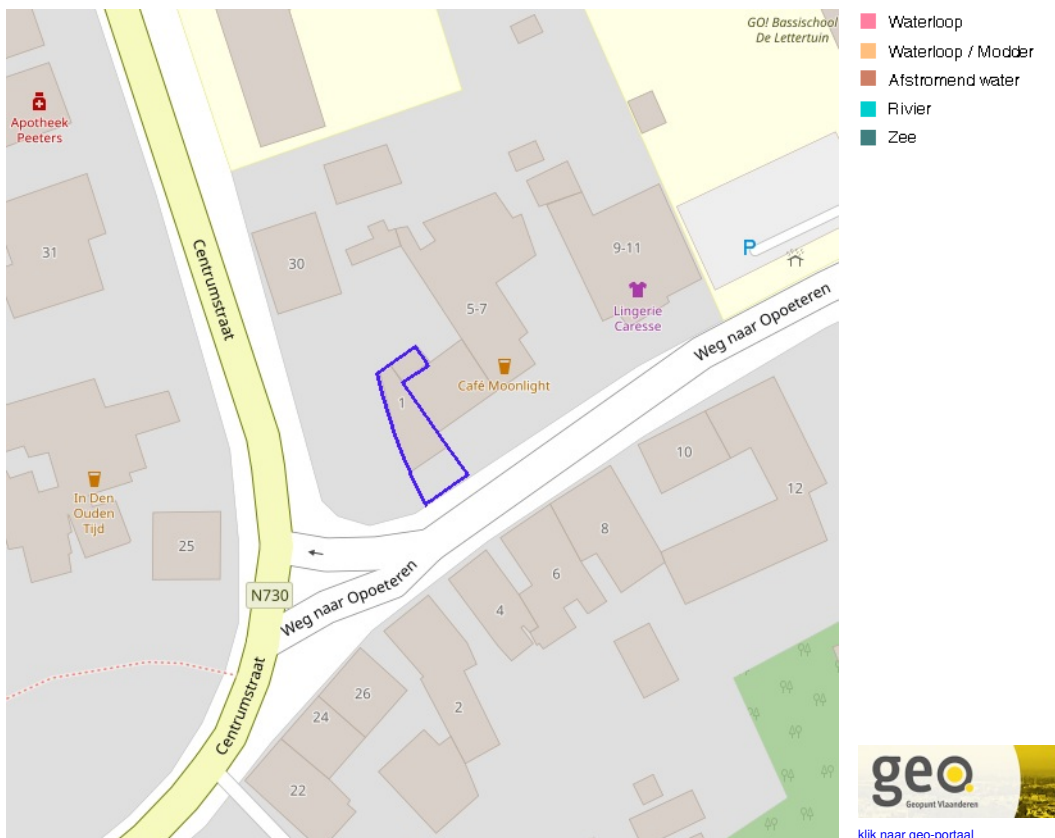 GO! Bassischool
De Lettertuin
Apotheek
Peeters
31
Centrumstraat
30
9-11
P
5-7
Lingerie
Caresse
Weg naar Opoeteren
Café Moonlight
1
10
12
In Den
Ouden
Tijd
25
8
6
4
N730
Weg naar Opoeteren
Centrumstraat
26
24
2
22
Waterloop
Waterloop / Modder
Afstromend water
Rivier
Zee
geo.
Geopunt Vlaanderen
klik naar geo-portaal